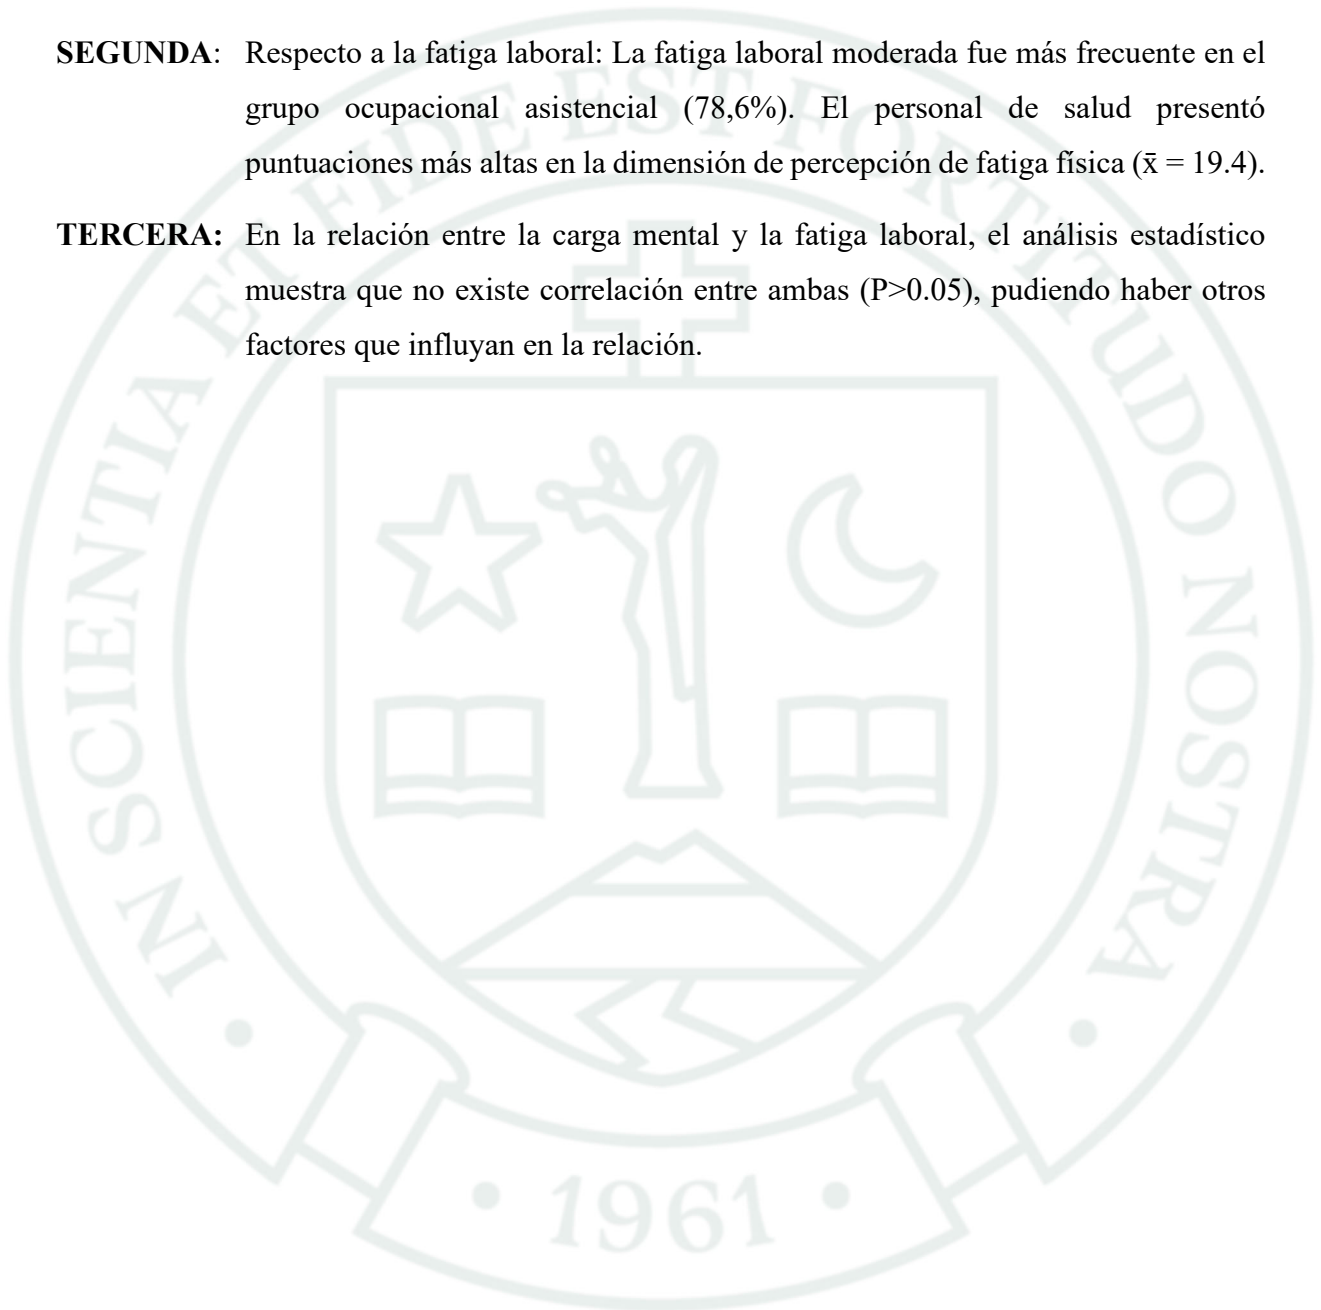 SEGUNDA: Respecto a la fatiga laboral: La fatiga laboral moderada fue más frecuente en el
grupo ocupacional asistencial (78,6%). El personal de salud presentó
puntuaciones más altas en la dimensión de percepción de fatiga física (x̄ = 19.4).
TERCERA: En la relación entre la carga mental y la fatiga laboral, el análisis estadístico
muestra que no existe correlación entre ambas (P>0.05), pudiendo haber otros
factores que influyan en la relación.
• IN SCIENTIA ET FIDE EST FORTITUDO NOSTRA •
• 1961 •